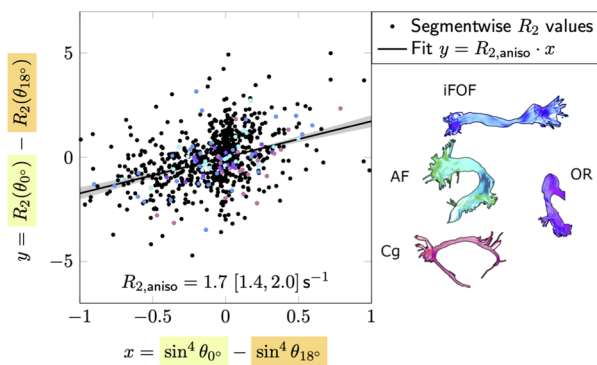 Segmentwise R₂ values
Fit y = R₂,aniso · x
y = R₂(θ₀°) − R₂(θ₁₈°)
5
0
−5
R₂,aniso = 1.7 [1.4, 2.0] s⁻¹
−1 −0.5 0 0.5 1
x = sin⁴ θ₀° − sin⁴ θ₁₈°
iFOF
AF
OR
Cg